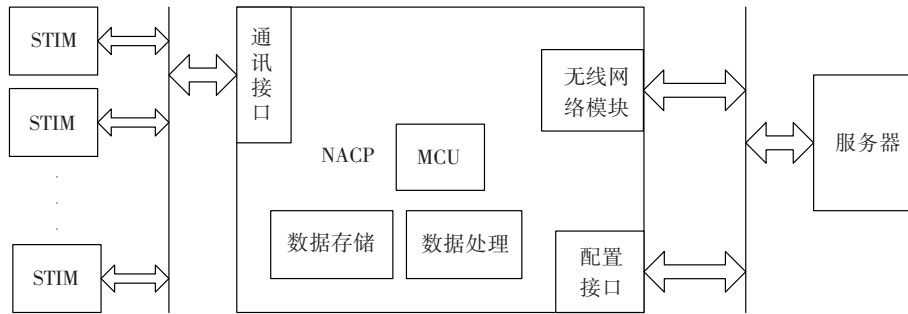 STIM
STIM
STIM
通
讯
接
口
NACP
MCU
数据存储
数据处理
无线网
络模块
配置
接口
服务器